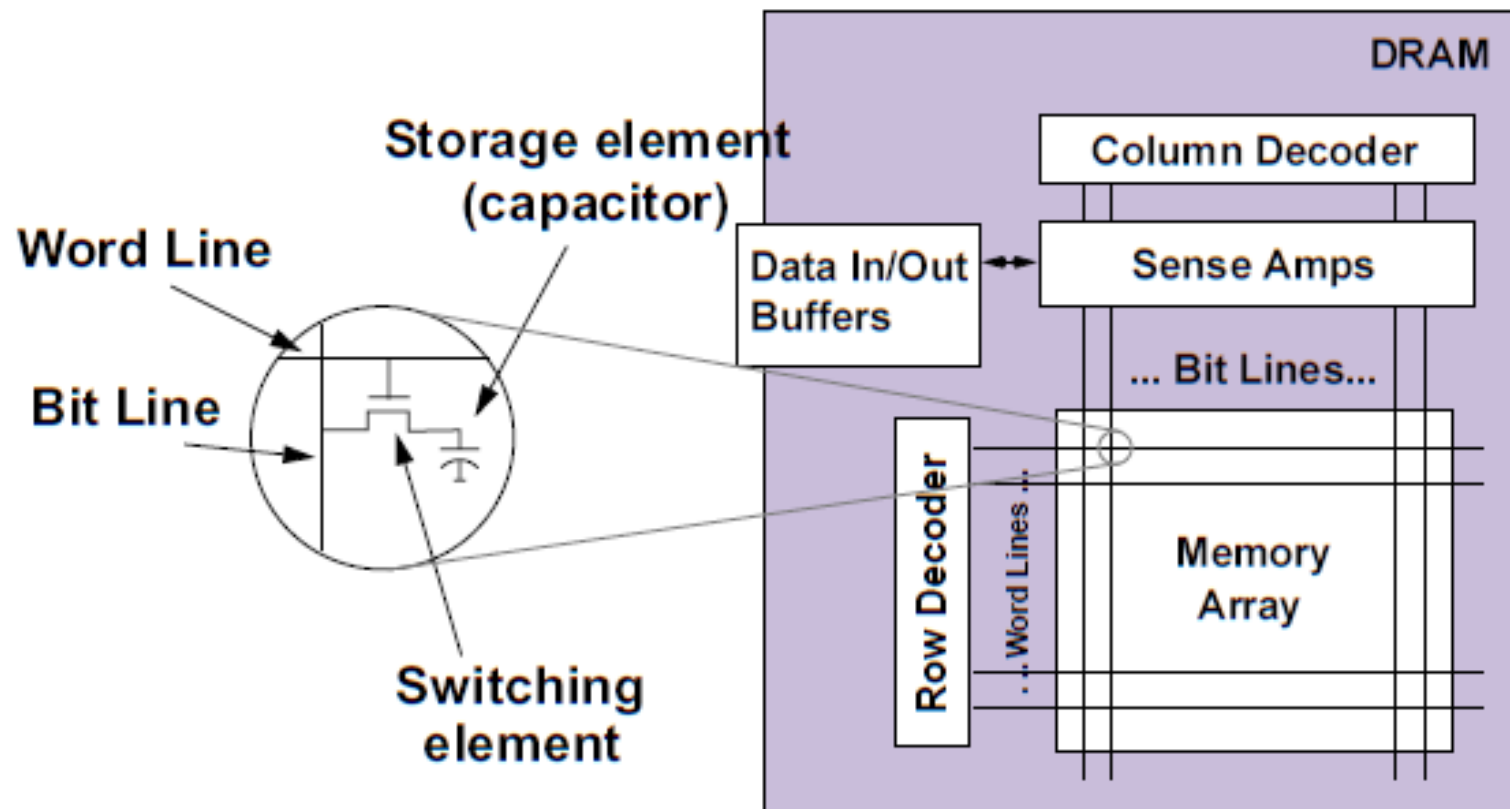 DRAM
Storage element
(capacitor)
Column Decoder
Word Line
Data In/Out
Buffers
Sense Amps
Bit Line
... Bit Lines...
Row Decoder
. . .Word Lines ...
Memory
Array
Switching
element